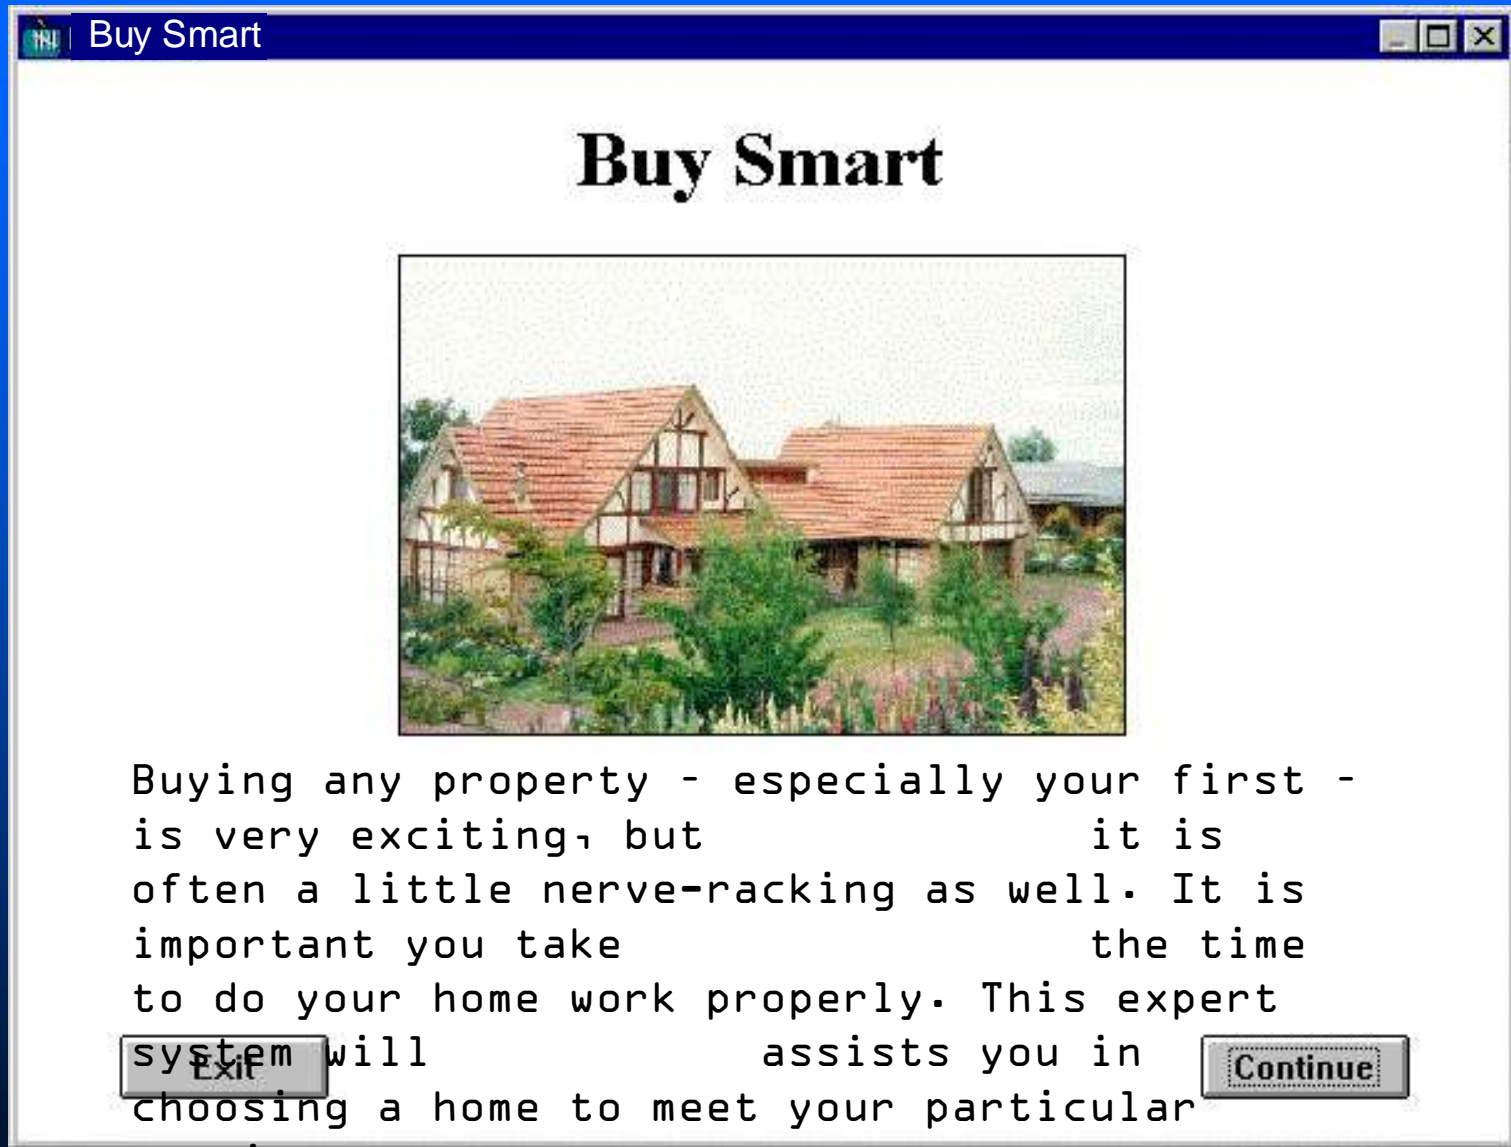 Buy Smart
Buy Smart
Buying any property - especially your first -
is very exciting, but it is
often a little nerve-racking as well. It is
important you take the time
to do your home work properly. This expert
system will assists you in
Exit
Continue
choosing a home to meet your particular